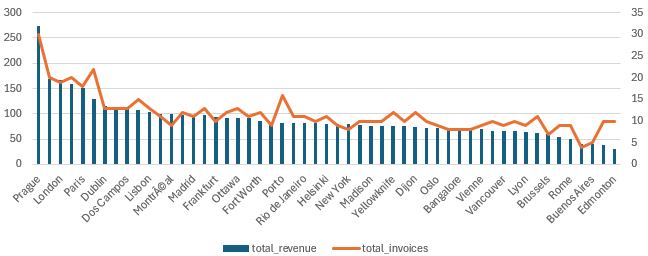 300
250
200
150
100
50
0
35
30
25
20
15
10
5
0
Prague
London
Paris
Dublin
Dos Campos
Lisbon
MontrÃ©al
Madrid
Frankfurt
Ottawa
Fort Worth
Porto
Rio de Janeiro
Helsinki
New York
Madison
Yellowknife
Dijon
Oslo
Bangalore
Vienne
Vancouver
Lyon
Brussels
Rome
Buenos Aires
Edmonton
total_revenue total_invoices